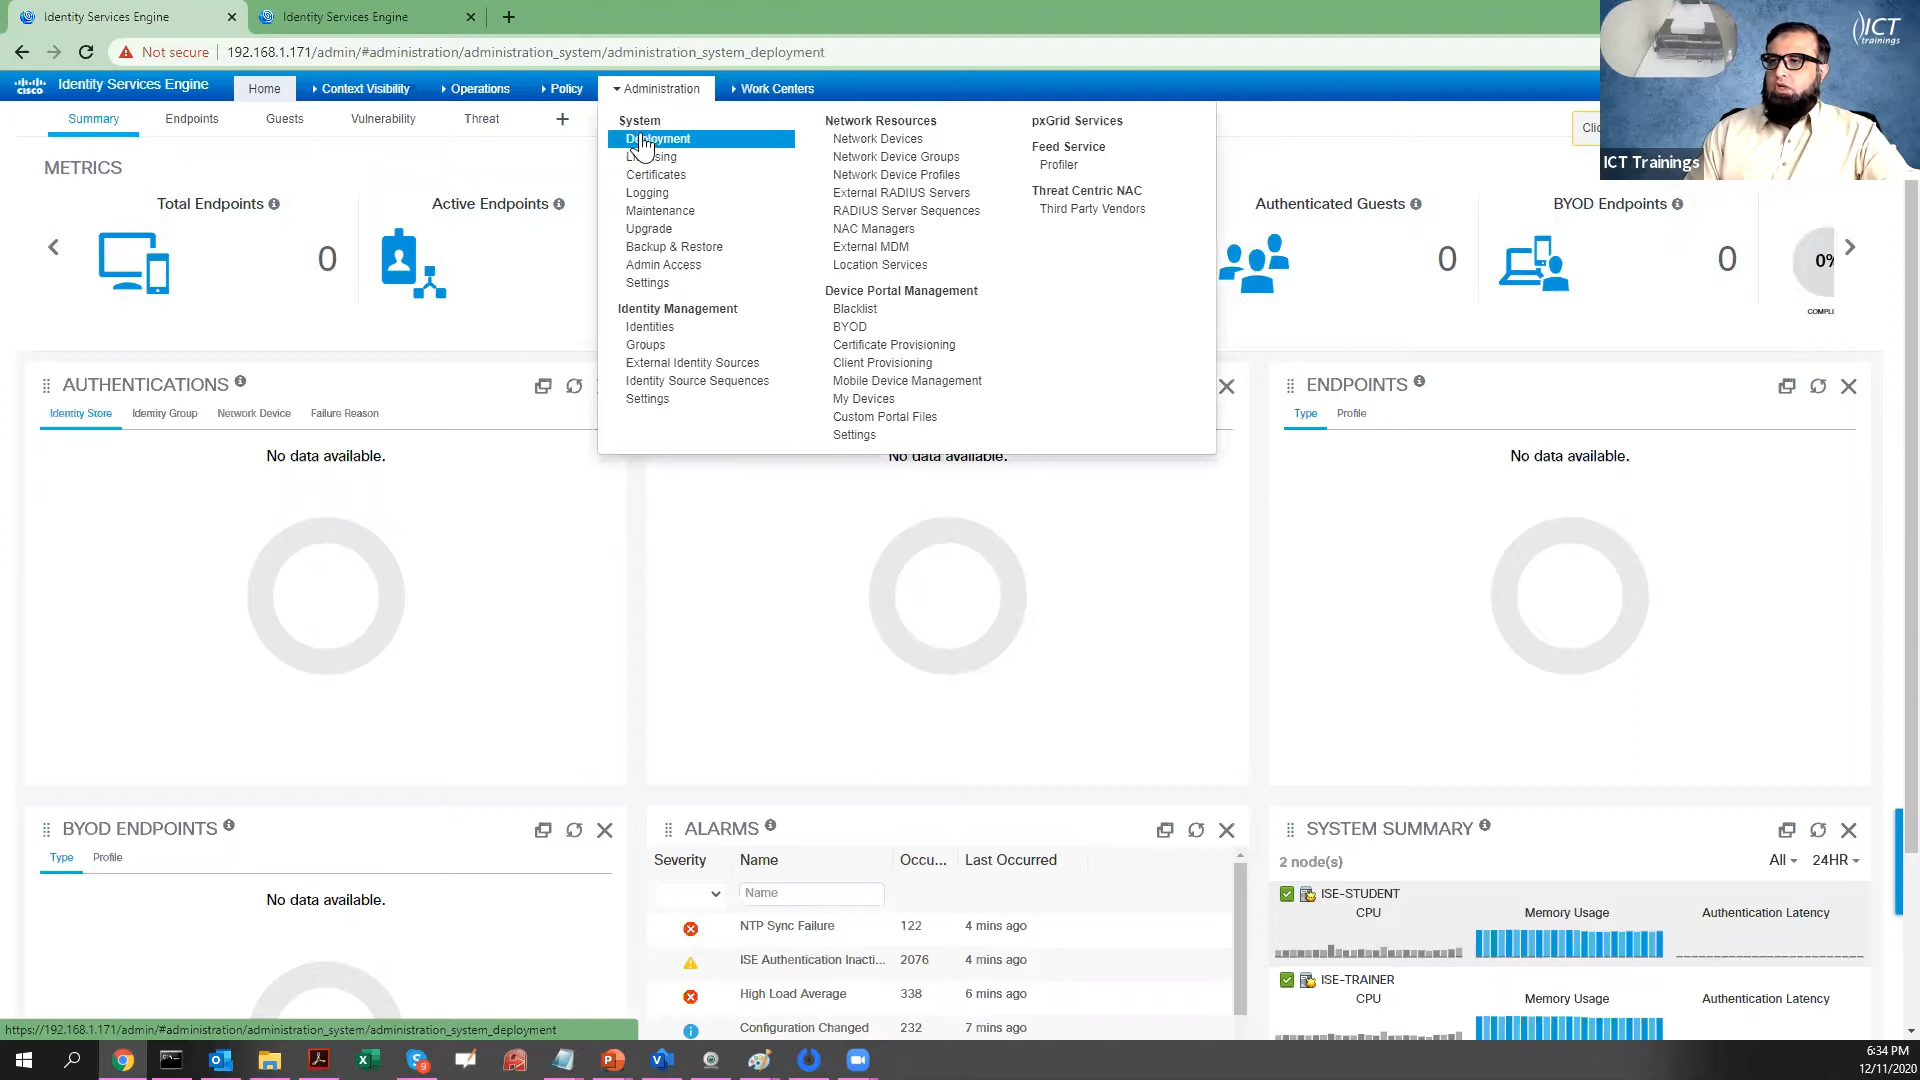 Identity Services Engine
Identity Services Engine
Not secure
192.168.1.171/admin/#administration/administration_system/administration_system_deployment
ICT
trainings
CISCO
Identity Services Engine
Home
Context Visibility
Operations
Policy
Administration
Work Centers
Summary
Endpoints
Guests
Vulnerability
Threat
System
Deployment
Certificates
Logging
Maintenance
Upgrade
Backup & Restore
Admin Access
Settings
Identity Management
Identities
Groups
External Identity Sources
Identity Source Sequences
Settings
Network Resources
Network Devices
Network Device Groups
Network Device Profiles
External RADIUS Servers
RADIUS Server Sequences
NAC Managers
External MDM
Location Services
Device Portal Management
Blacklist
BYOD
Certificate Provisioning
Client Provisioning
Mobile Device Management
My Devices
Custom Portal Files
Settings
pxGrid Services
Feed Service
Profiler
Threat Centric NAC
Third Party Vendors
ICT Trainings
METRICS
Total Endpoints
0
Active Endpoints
Authenticated Guests
0
BYOD Endpoints
0
0%
AUTHENTICATIONS
Identity Store
Identity Group
Network Device
Failure Reason
No data available.
No data available.
ENDPOINTS
Type
Profile
No data available.
BYOD ENDPOINTS
Type
Profile
No data available.
ALARMS
Severity
Name
Occu...
Last Occurred
Name
NTP Sync Failure
122
4 mins ago
ISE Authentication Inacti...
2076
4 mins ago
High Load Average
338
6 mins ago
Configuration Changed
232
7 mins ago
SYSTEM SUMMARY
2 node(s)
All
24HR
ISE-STUDENT
CPU
Memory Usage
Authentication Latency
ISE-TRAINER
CPU
Memory Usage
Authentication Latency
https://192.168.1.171/admin/#administration/administration_system/administration_system_deployment
9
6:34 PM
12/11/2020